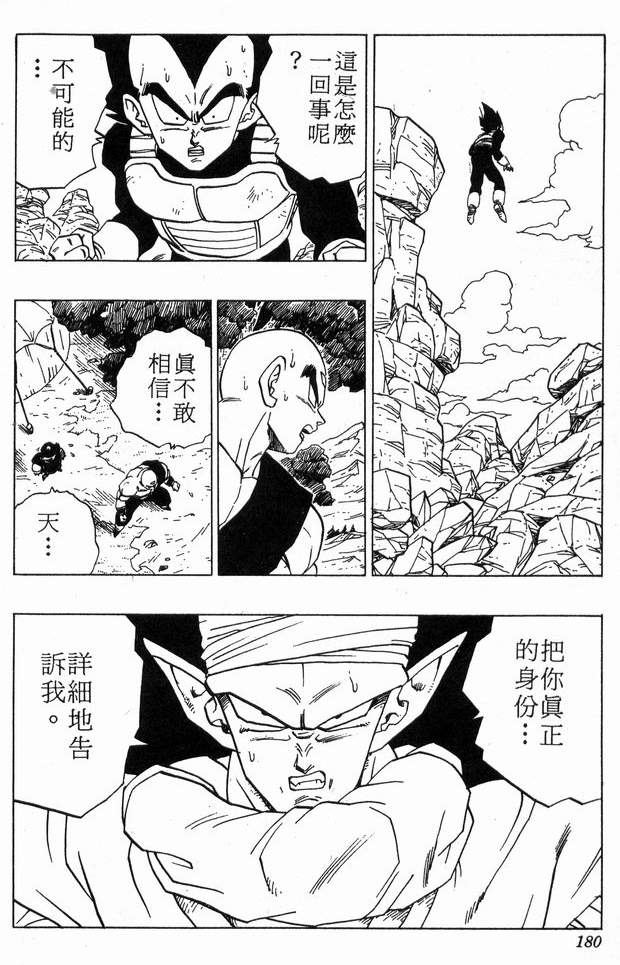 這是怎麼
一回事呢
?
不可能的
…
眞不敢
相信…
天…
把你眞正
的身份…
詳細地告
訴我。
180